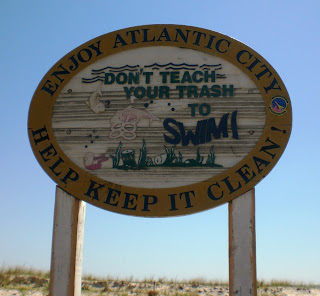 ENJOY ATLANTIC CITY
DON'T TEACH
YOUR TRASH
TO
SWIM!
HELP KEEP IT CLEAN!